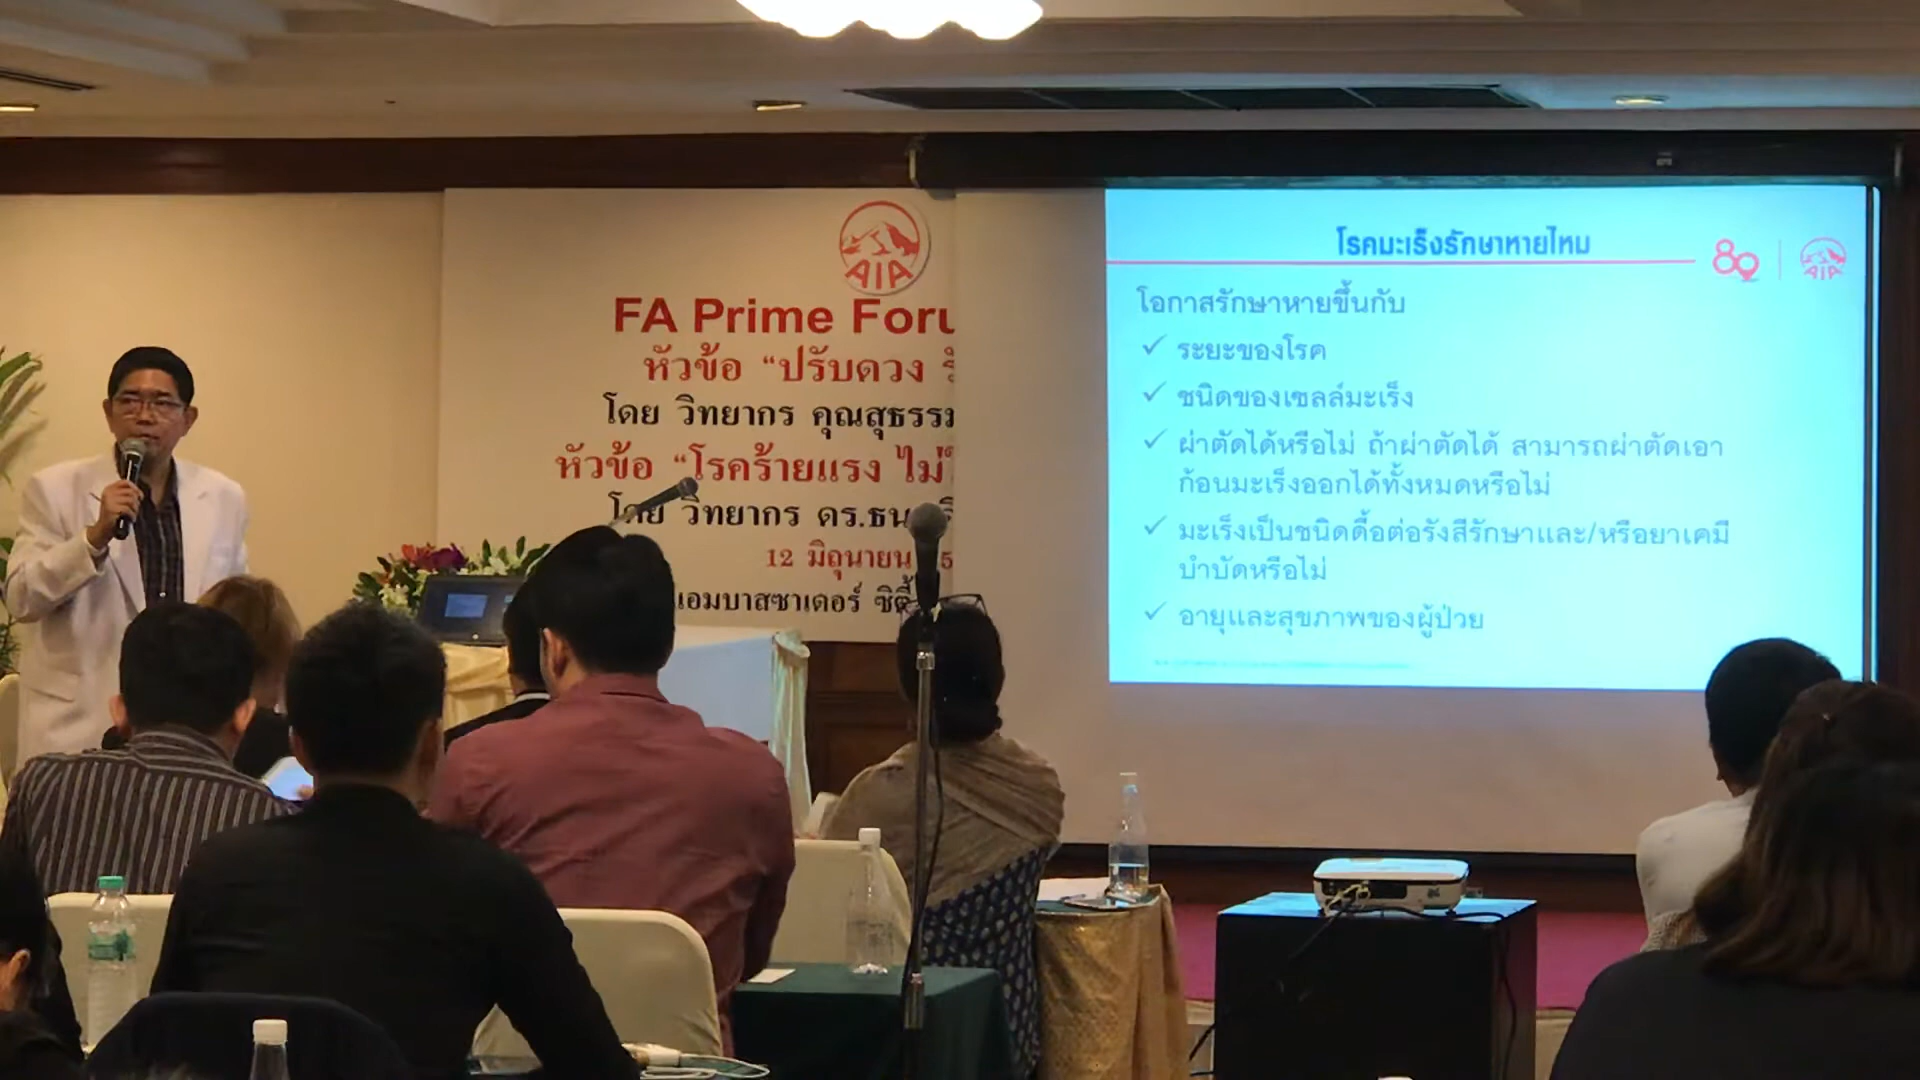 AIA
FA Prime
หัวข้อ “ปรับดวง
โดย วิทยากร
หัวข้อ “โรคร้ายแรง
โดย วิทยากร
12 มิถุนายน
แอมบาสซาเดอร์ ซิตี้
โรคมะเร็งรักษาหายไหม
AIA
โอกาสรักษาหายขึ้นกับ
✓ ระยะของโรค
✓ ชนิดของเซลล์มะเร็ง
✓ ผ่าตัดได้หรือไม่ ถ้าผ่าตัดได้ สามารถผ่าตัดเอา
ก้อนมะเร็งออกได้ทั้งหมดหรือไม่
✓ มะเร็งเป็นชนิดดื้อต่อรังสีรักษาและ/หรือยาเคมี
บำบัดหรือไม่
✓ อายุและสุขภาพของผู้ป่วย